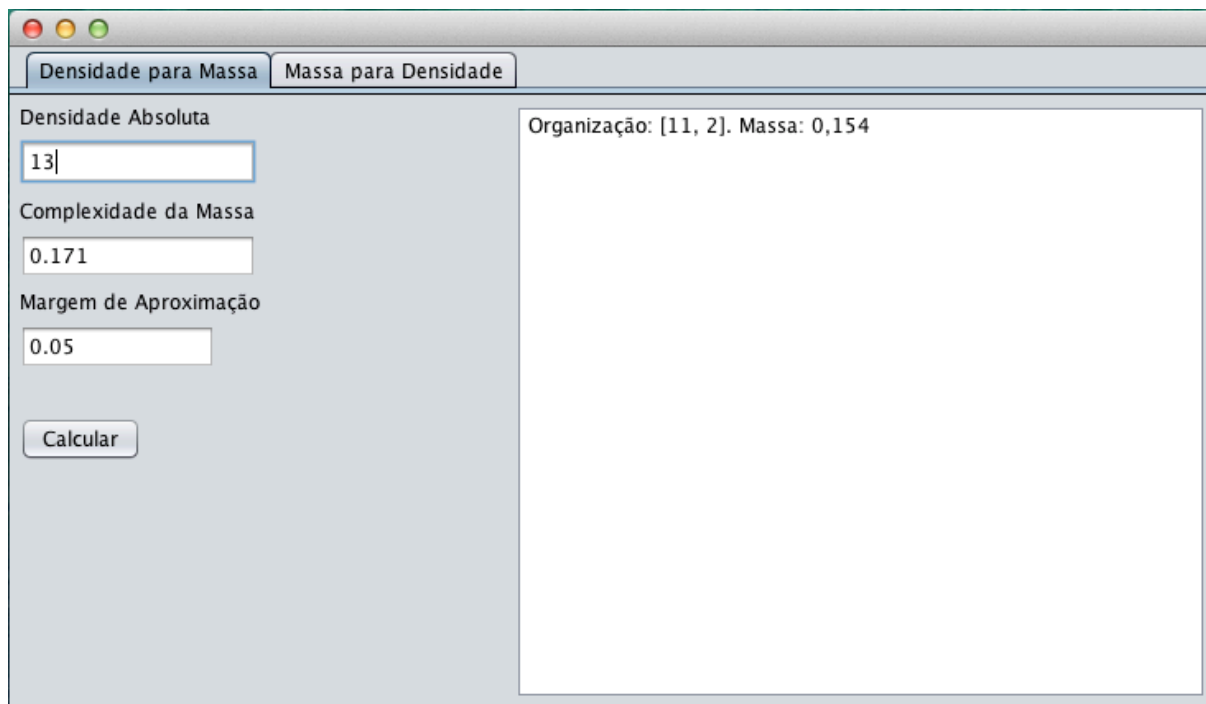 Densidade para Massa
Massa para Densidade
Densidade Absoluta
13
Complexidade da Massa
0.171
Margem de Aproximação
0.05
Calcular
Organização: [11, 2]. Massa: 0,154